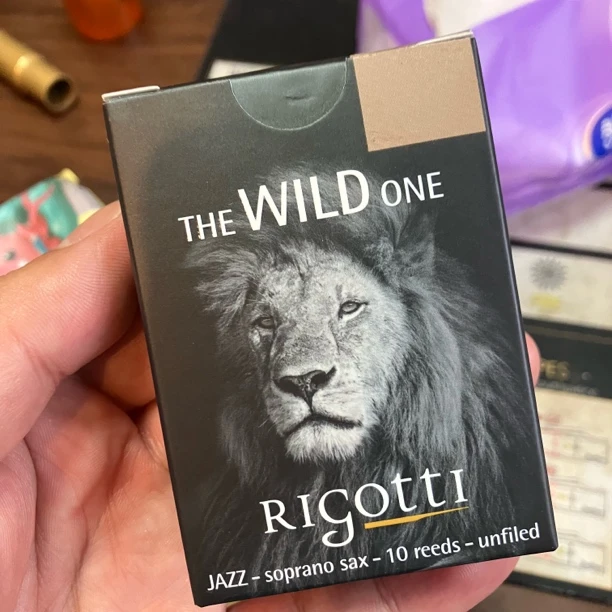 THE WILD ONE
RIGOTTI
JAZZ – soprano sax – 10 reeds – unfiled